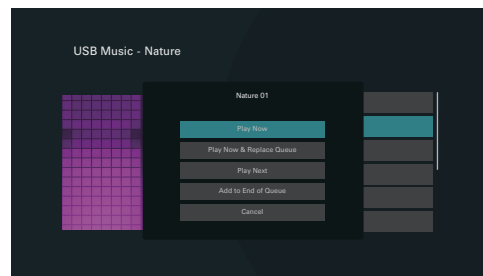 USB Music - Nature
Nature 01
Play Now
Play Now & Replace Queue
Play Next
Add to End of Queue
Cancel